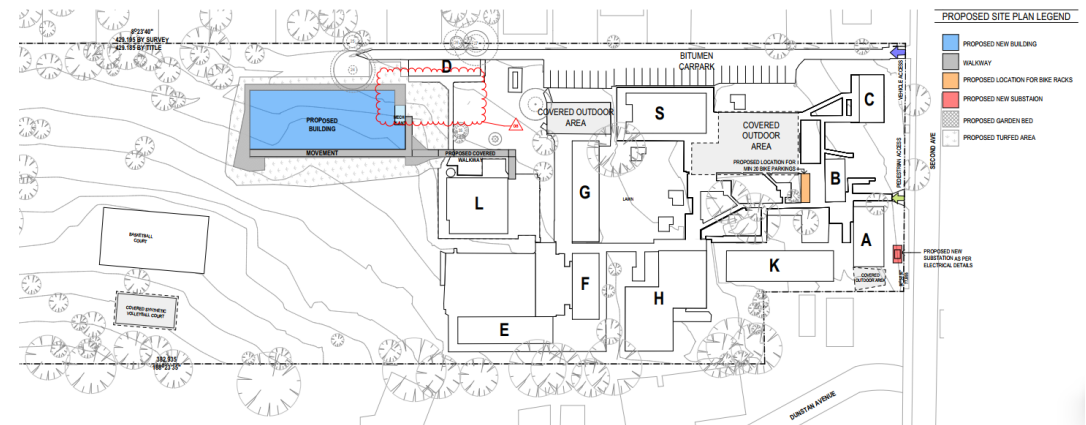 PROPOSED SITE PLAN LEGEND
PROPOSED NEW BUILDING
WALKWAY
PROPOSED LOCATION FOR BIKE RACKS
PROPOSED NEW SUBSTAION
PROPOSED GARDEN BED
PROPOSED TURFED AREA
429.195 BY SURVEY
429.185 BY TITLE
D
BITUMEN
CARPARK
VEHICLE ACCESS
SECOND AVE
PEDESTRIAN ACCESS
PROPOSED
BUILDING
MOVEMENT
PROPOSED COVERED
WALKWAY
COVERED OUTDOOR
AREA
S
C
COVERED
OUTDOOR
AREA
PROPOSED LOCATION FOR
MIN 20 BIKE PARKINGS
B
L
G
LAWN
A
K
COVERED
OUTDOOR AREA
PROPOSED NEW
SUBSTATION AS PER
ELECTRICAL DETAILS
BASKETBALL
COURT
COVERED SYNTHETIC
VOLLEYBALL COURT
F
H
E
DUNSTAN AVENUE